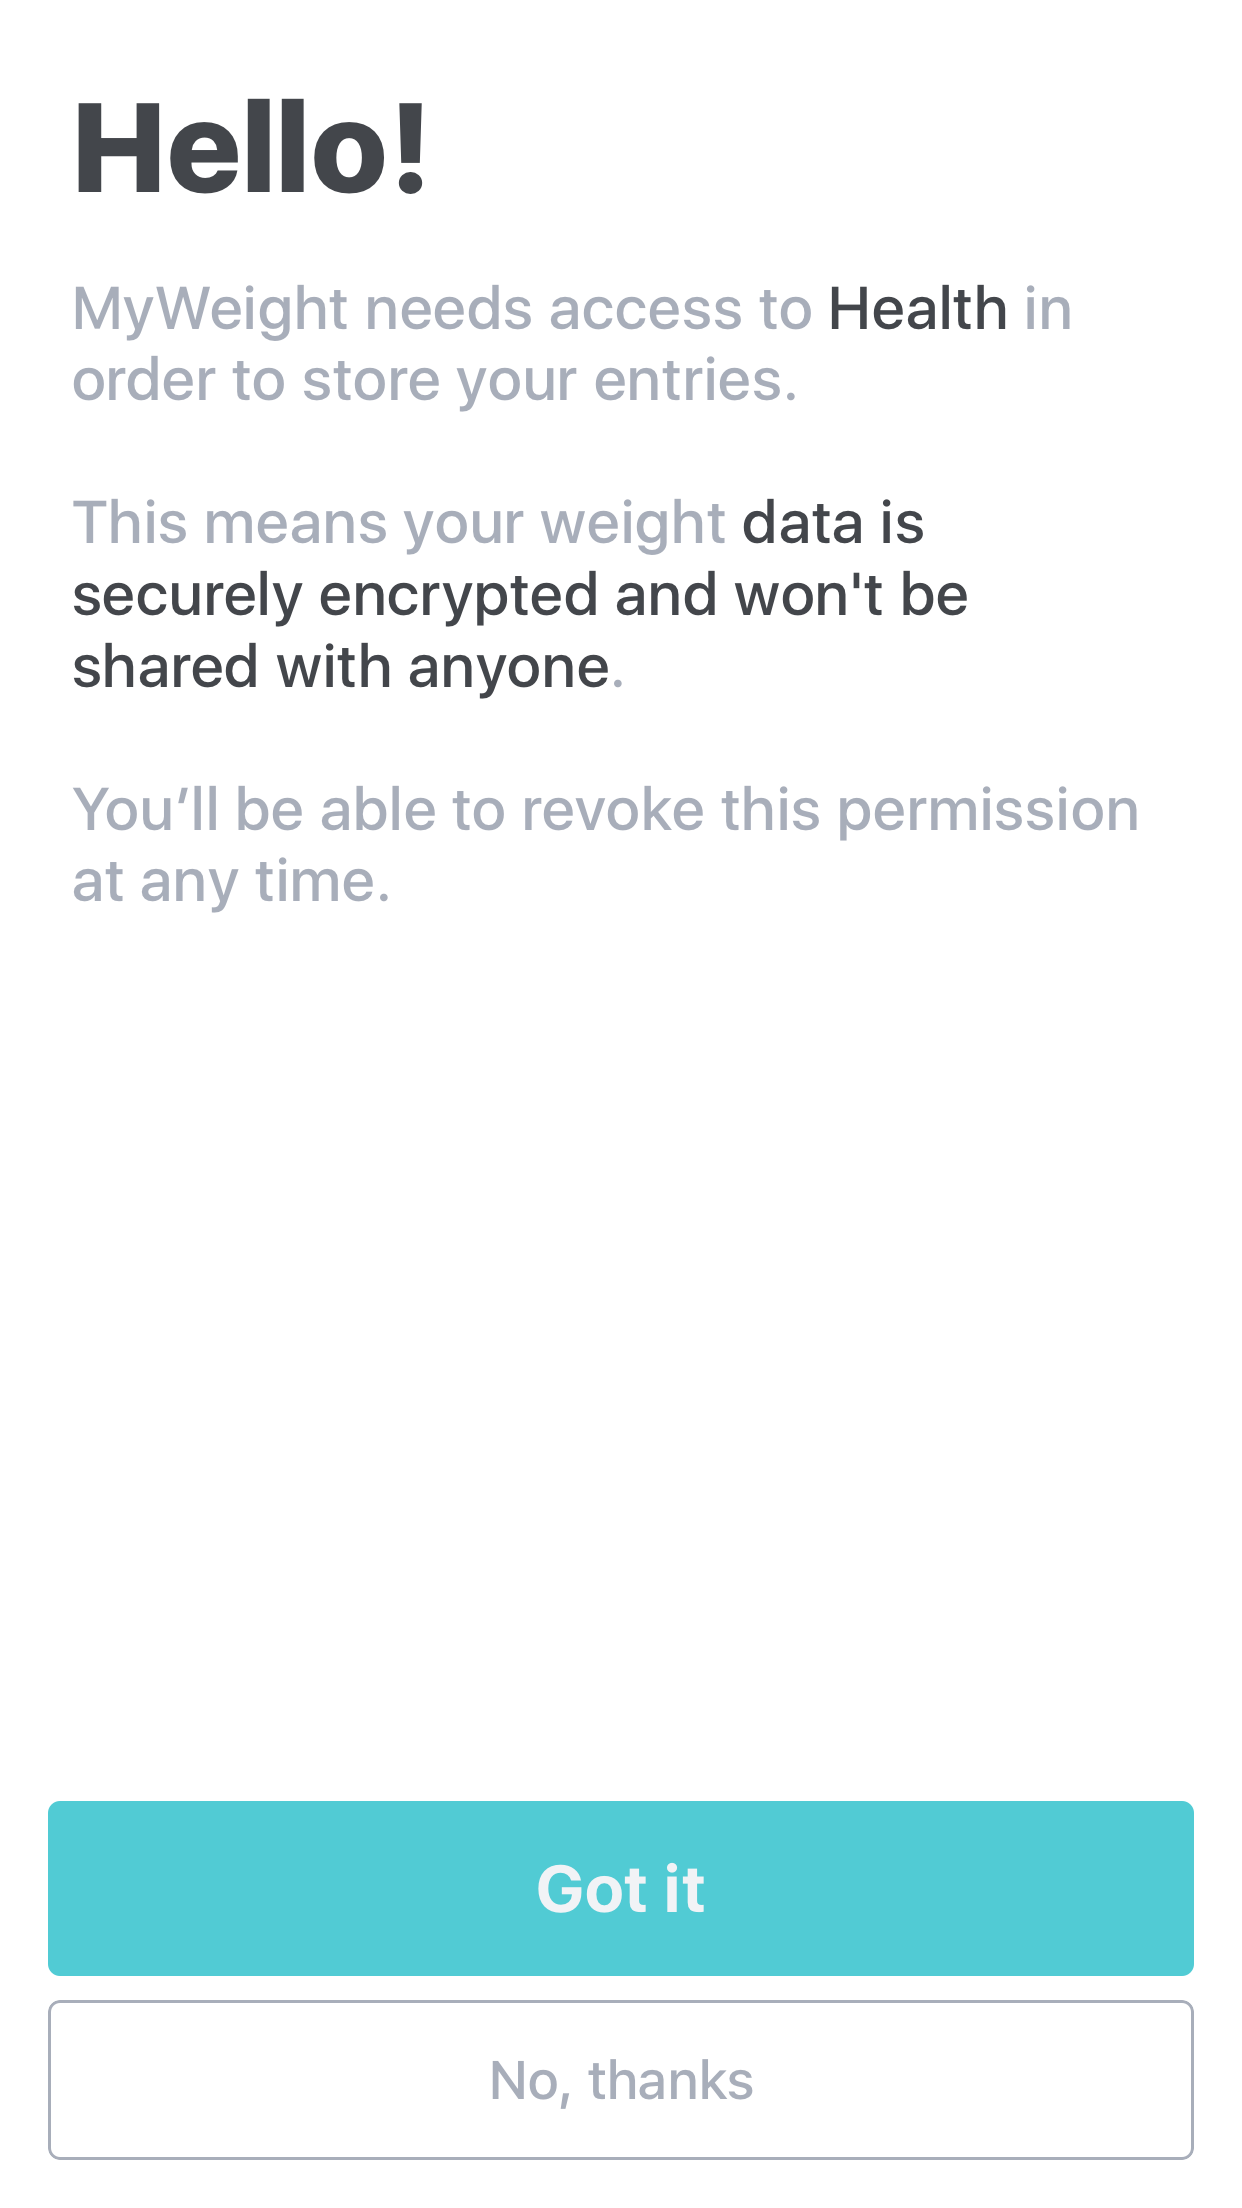 Hello!
MyWeight needs access to Health in
order to store your entries.
This means your weight data is
securely encrypted and won't be
shared with anyone.
You’ll be able to revoke this permission
at any time.
Got it
No, thanks